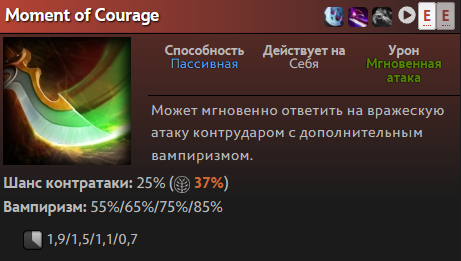 Moment of Courage
E E
Способность Действует на Урон
Пассивная Себя Мгновенная
атака
Может мгновенно ответить на вражескую
атаку контрударом с дополнительным
вампиризмом.
Шанс контратаки: 25% (37%)
Вампиризм: 55%/65%/75%/85%
1,9/1,5/1,1/0,7